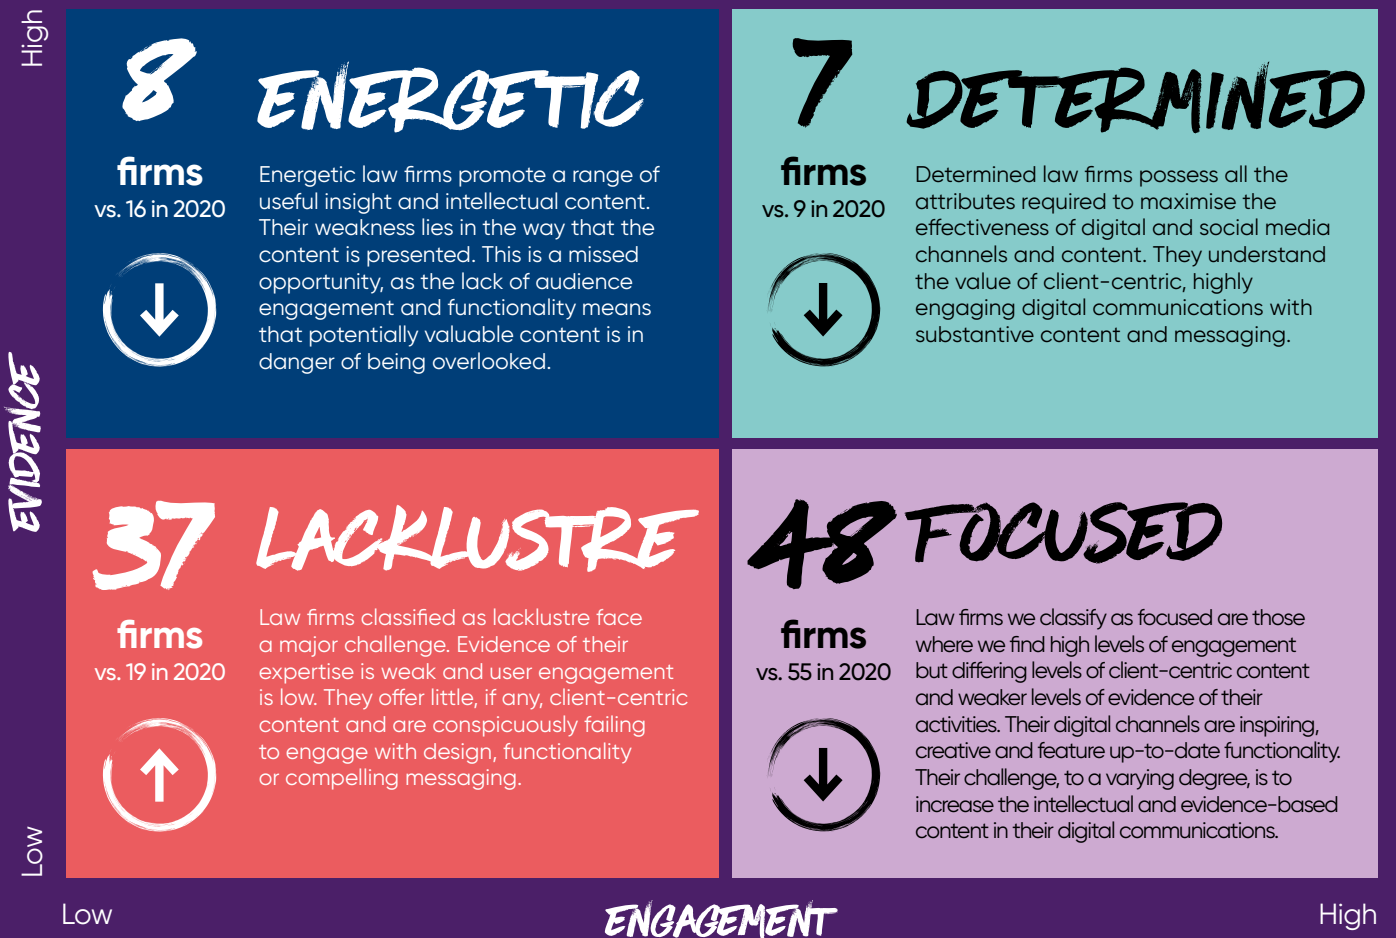 High
8
ENERGETIC
firms
vs. 16 in 2020
Energetic law firms promote a range of
useful insight and intellectual content.
Their weakness lies in the way that the
content is presented. This is a missed
opportunity, as the lack of audience
engagement and functionality means
that potentially valuable content is in
danger of being overlooked.
7
DETERMINED
firms
vs. 9 in 2020
Determined law firms possess all the
attributes required to maximise the
effectiveness of digital and social media
channels and content. They understand
the value of client-centric, highly
engaging digital communications with
substantive content and messaging.
EVIDENCE
37
LACKLUSTRE
firms
vs. 19 in 2020
Law firms classified as lacklustre face
a major challenge. Evidence of their
expertise is weak and user engagement
is low. They offer little, if any, client-centric
content and are conspicuously failing
to engage with design, functionality
or compelling messaging.
48
FOCUSED
firms
vs. 55 in 2020
Law firms we classify as focused are those
where we find high levels of engagement
but differing levels of client-centric content
and weaker levels of evidence of their
activities. Their digital channels are inspiring,
creative and feature up-to-date functionality.
Their challenge, to a varying degree, is to
increase the intellectual and evidence-based
content in their digital communications.
Low
Low
ENGAGEMENT
High